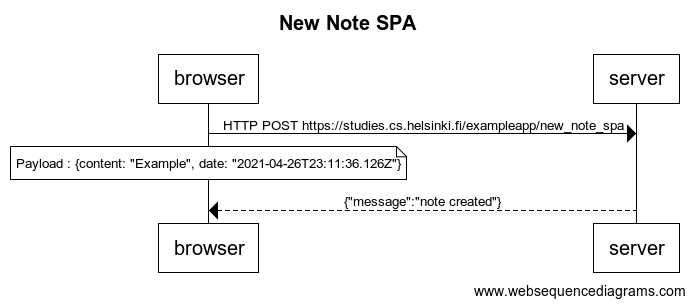 New Note SPA
browser
server
HTTP POST https://studies.cs.helsinki.fi/exampleapp/new_note_spa
Payload : {content: "Example", date: "2021-04-26T23:11:36.126Z"}
{"message":"note created"}
browser
server
www.websequencediagrams.com